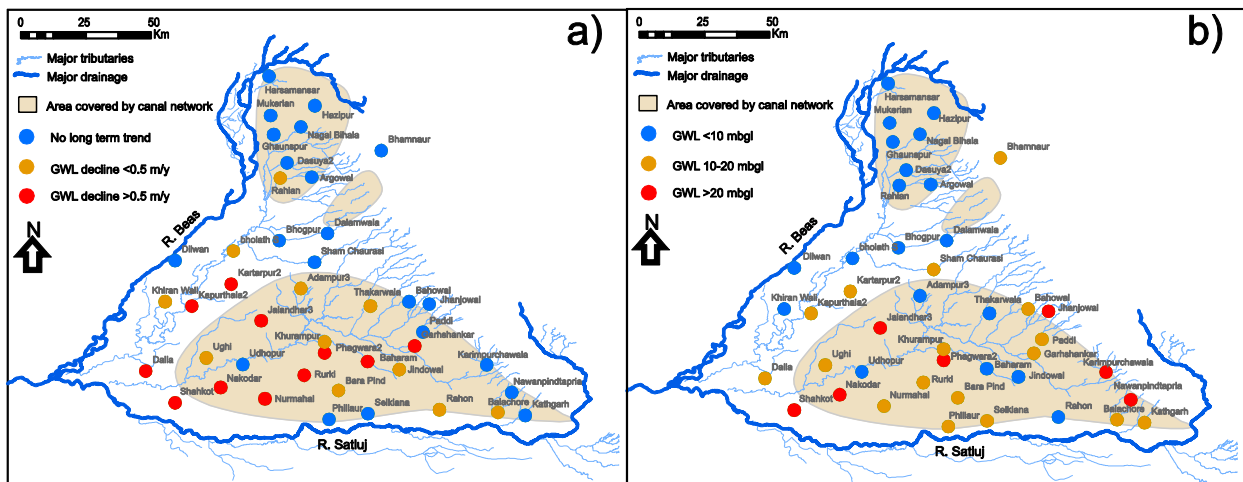 0 25 50
Km
a)
Major tributaries
Major drainage
Area covered by canal network
No long term trend
GWL decline <0.5 m/y
GWL decline >0.5 m/y
N
Harsamansar
Mukerian
Hazipur
Nagal Bihala
Ghaunspur
Bhamnaur
Dasuya2
Argowal
Rahlan
R. Beas
Dalamwala
Bhogpur
bholath
Dilwan
Sham Chaurasi
Kartarpur2
Adampur3
Khiran Wali
Kapurthala2
Thakarwala
Bahowal
Jhanjowal
Jalandhar3
Paddi
Khurampur
Garhshankar
Ughi
Udhopur
Phagwara2
Baharam
Karimpurchawala
Dalla
Jindowal
Nakodar
Rurki
Bara Pind
Nawanpindtapria
Shahkot
Nurmahal
Phillaur
Selkiana
Rahon
Balachore
Kathgarh
R. Satluj
0 25 50
Km
b)
Major tributaries
Major drainage
Area covered by canal network
GWL <10 mbgl
GWL 10-20 mbgl
GWL >20 mbgl
N
Harsamansar
Mukerian
Hazipur
Nagal Bihala
Ghaunspur
Bhamnaur
Dasuya2
Argowal
Rahlan
R. Beas
Dalamwala
Bhogpur
bholath
Dilwan
Sham Chaurasi
Kartarpur2
Adampur3
Khiran Wali
Kapurthala2
Thakarwala
Bahowal
Jhanjowal
Jalandhar3
Paddi
Khurampur
Garhshankar
Ughi
Udhopur
Phagwara2
Baharam
Karimpurchawala
Dalla
Jindowal
Nakodar
Rurki
Bara Pind
Nawanpindtapria
Shahkot
Nurmahal
Phillaur
Selkiana
Rahon
Balachore
Kathgarh
R. Satluj